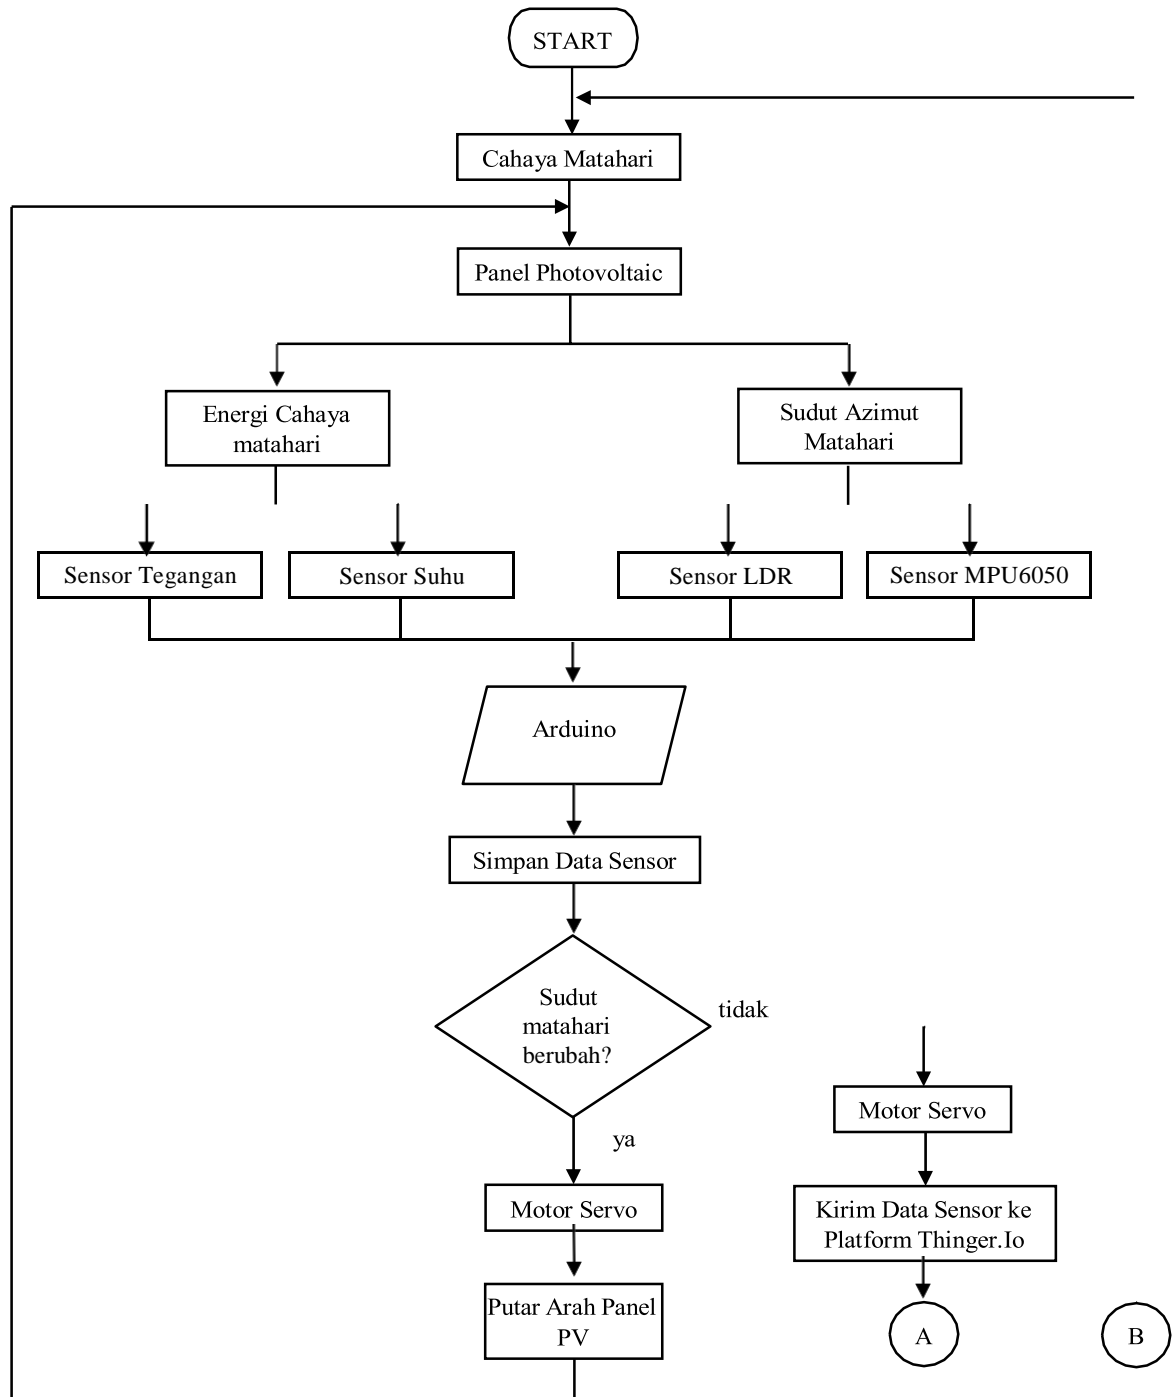 START
Cahaya Matahari
Panel Photovoltaic
Energi Cahaya
matahari
Sudut Azimut
Matahari
Sensor Tegangan
Sensor Suhu
Sensor LDR
Sensor MPU6050
Arduino
Simpan Data Sensor
Sudut
matahari
berubah?
tidak
ya
Motor Servo
Putar Arah Panel
PV
Motor Servo
Kirim Data Sensor ke
Platform Thinger.Io
A
B